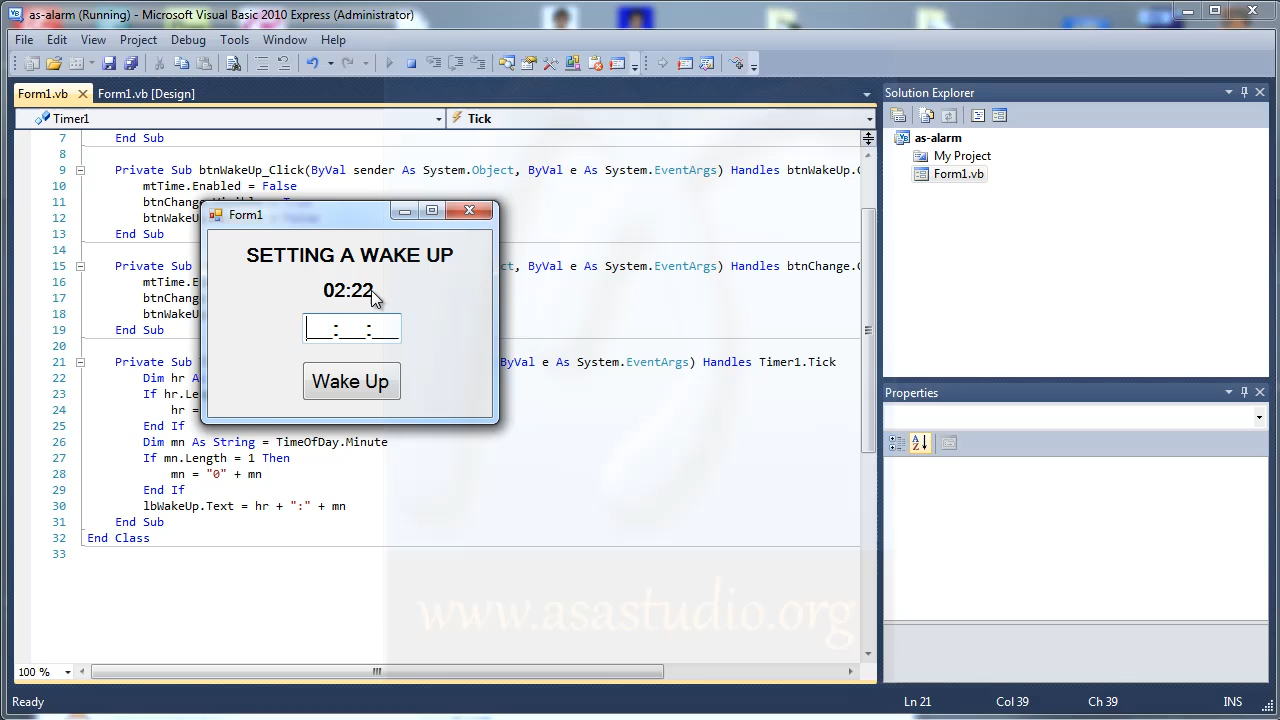 as-alarm (Running) - Microsoft Visual Basic 2010 Express (Administrator)
File Edit View Project Debug Tools Window Help
Form1.vb Form1.vb [Design]
Timer1 Tick
7 End Sub
8
9 Private Sub btnWakeUp_Click(ByVal sender As System.Object, ByVal e As System.EventArgs) Handles btnWakeUp.
10 mtTime.Enabled = False
11
12
13 End Sub
14
15 Private Sub ByVal e As System.EventArgs) Handles btnChange.
16
17
18
19 End Sub
20
21 Private Sub ByVal e As System.EventArgs) Handles Timer1.Tick
22 Dim hr
23 If hr.
24 hr =
25 End If
26 Dim mn As String = TimeOfDay.Minute
27 If mn.Length = 1 Then
28 mn = "0" + mn
29 End If
30 lbWakeUp.Text = hr + ":" + mn
31 End Sub
32 End Class
33
Form1
SETTING A WAKE UP
02:22
__:__:__
Wake Up
www.asastudio.org
100 %
Solution Explorer
as-alarm
My Project
Form1.vb
Properties
Ready Ln 21 Col 39 Ch 39 INS